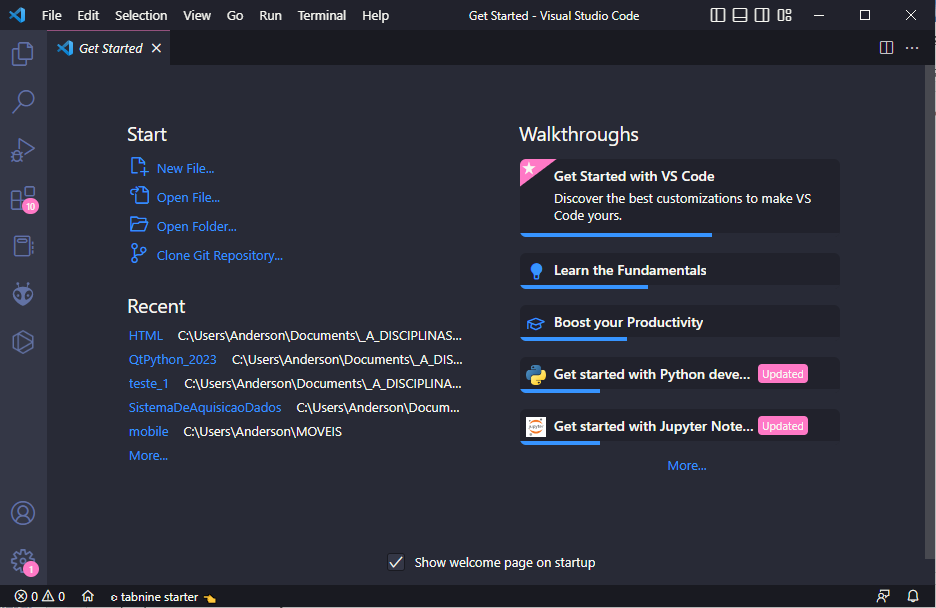 File Edit Selection View Go Run Terminal Help Get Started - Visual Studio Code
Get Started
Start
New File...
Open File...
Open Folder...
Clone Git Repository...
Recent
HTML C:\Users\Anderson\Documents\_A_DISCIPLINAS...
QtPython_2023 C:\Users\Anderson\Documents\_A_DIS...
teste_1 C:\Users\Anderson\Documents\_A_DISCIPLINA...
SistemaDeAquisicaoDados C:\Users\Anderson\Docum...
mobile C:\Users\Anderson\MOVEIS
More...
Walkthroughs
Get Started with VS Code
Discover the best customizations to make VS
Code yours.
Learn the Fundamentals
Boost your Productivity
Get started with Python deve... Updated
Jupyter
Get started with Jupyter Note... Updated
More...
10
1
Show welcome page on startup
0 0 tabnine starter